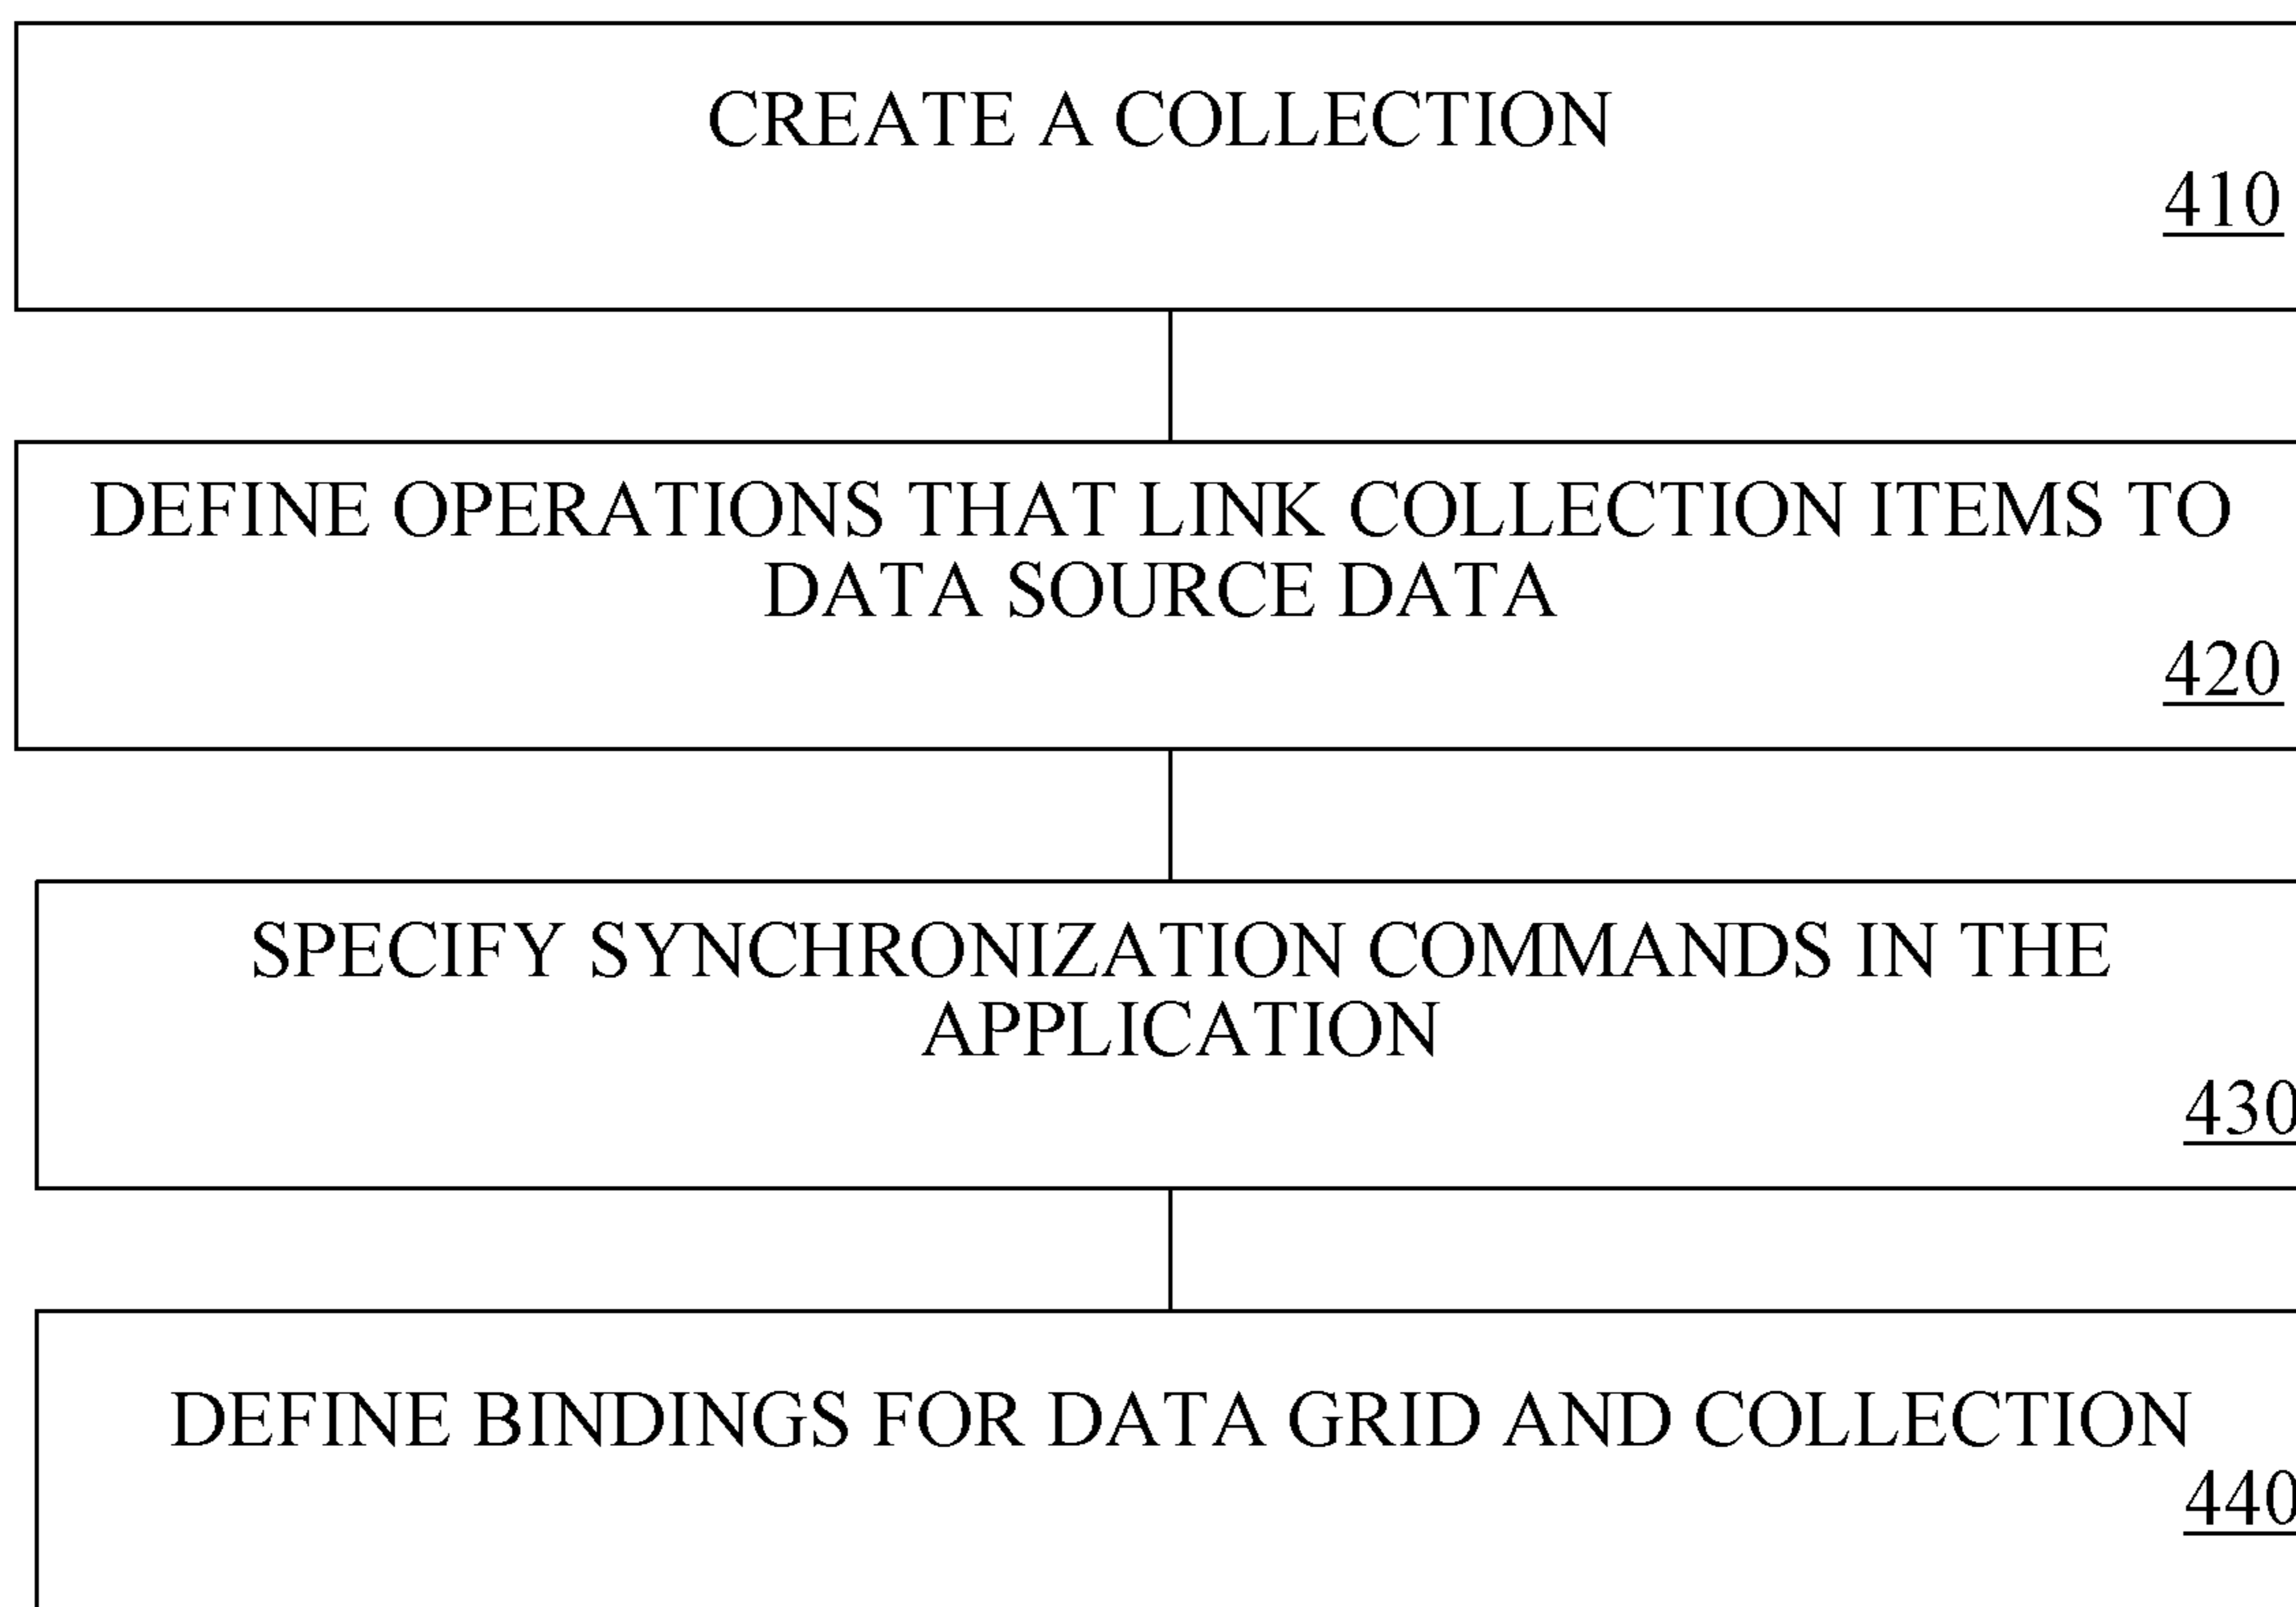 CREATE A COLLECTION
410
DEFINE OPERATIONS THAT LINK COLLECTION ITEMS TO
DATA SOURCE DATA
420
SPECIFY SYNCHRONIZATION COMMANDS IN THE
APPLICATION
430
DEFINE BINDINGS FOR DATA GRID AND COLLECTION
440